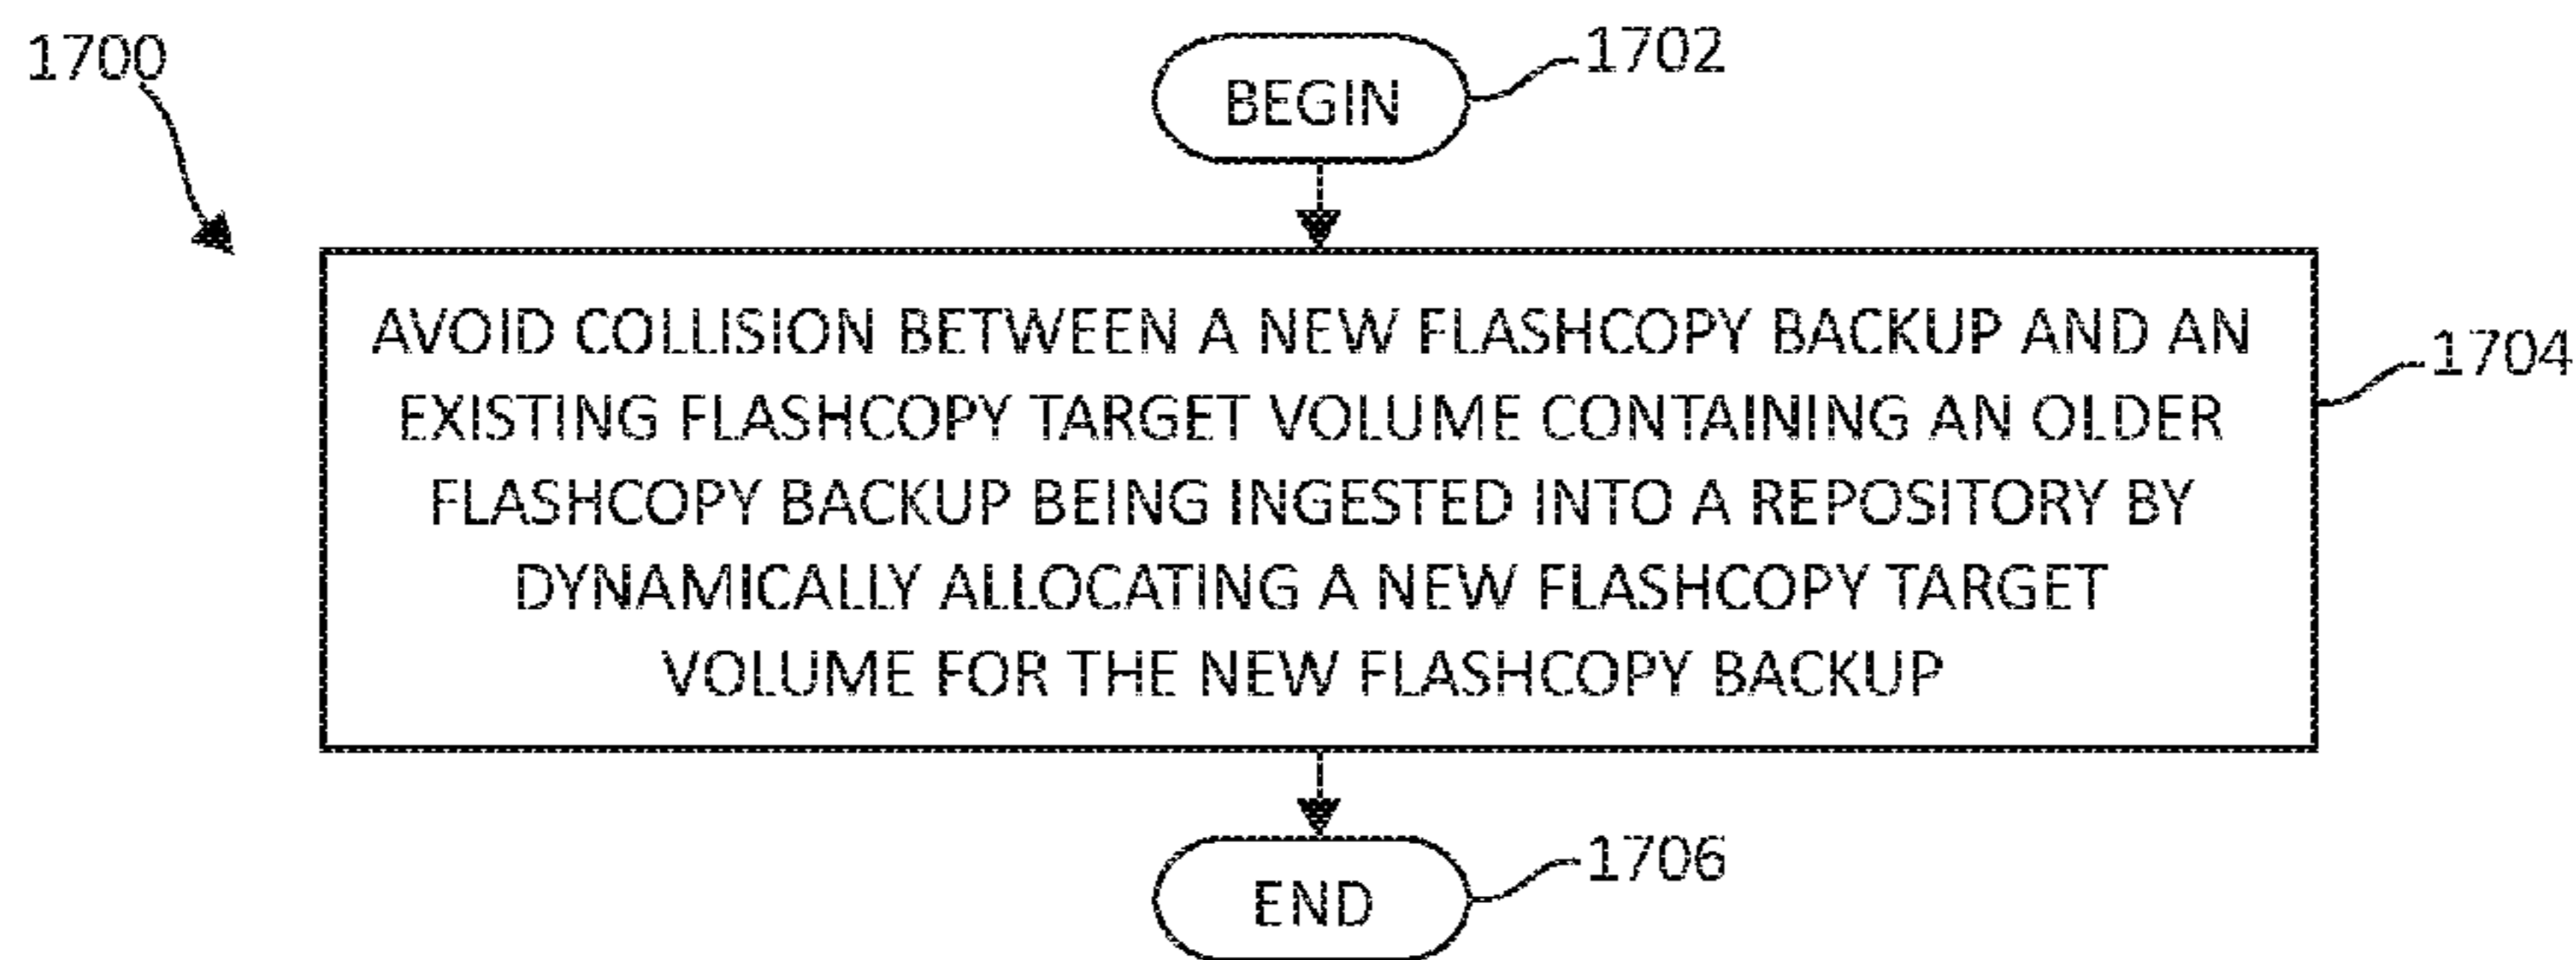 1700
BEGIN
1702
AVOID COLLISION BETWEEN A NEW FLASHCOPY BACKUP AND AN
EXISTING FLASHCOPY TARGET VOLUME CONTAINING AN OLDER
FLASHCOPY BACKUP BEING INGESTED INTO A REPOSITORY BY
DYNAMICALLY ALLOCATING A NEW FLASHCOPY TARGET
VOLUME FOR THE NEW FLASHCOPY BACKUP
1704
END
1706